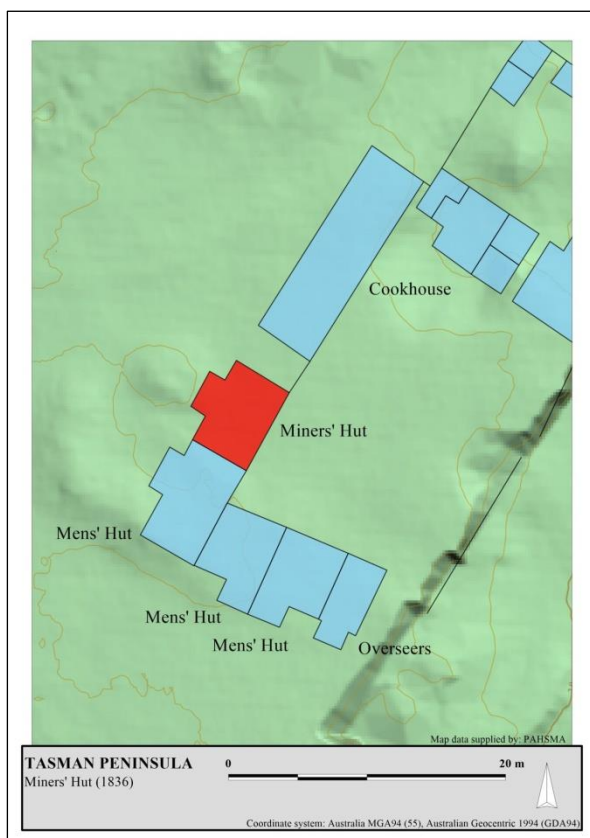 Cookhouse
Miners' Hut
Mens' Hut
Mens' Hut
Mens' Hut
Overseers
Map data supplied by: PAHSMA
TASMAN PENINSULA
Miners' Hut (1836)
0
20 m
Coordinate system: Australia MGA94 (55), Australian Geocentric 1994 (GDA94)